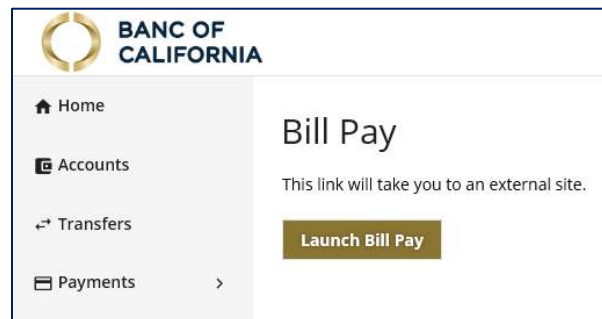 BANC OF
CALIFORNIA
Home
Accounts
Transfers
Payments
Bill Pay
This link will take you to an external site.
Launch Bill Pay